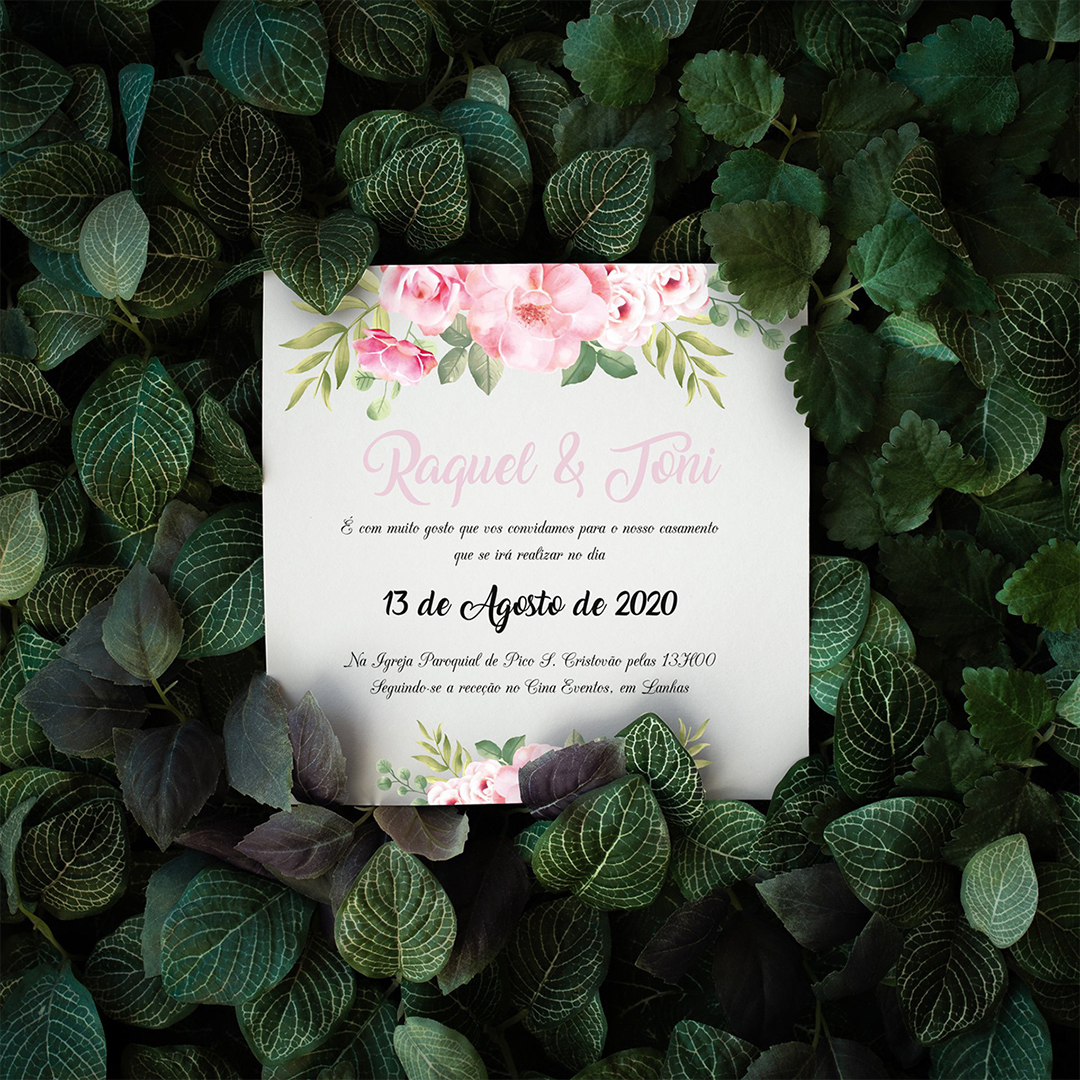 Raquel & Toni
É com muito gosto que vos convidamos para o nosso casamento
que se irá realizar no dia
13 de Agosto de 2020
Na Igreja Paroquial de Pico S. Cristovão pelas 13H00
Seguindo-se a receção no Cina Eventos, em Lanhas